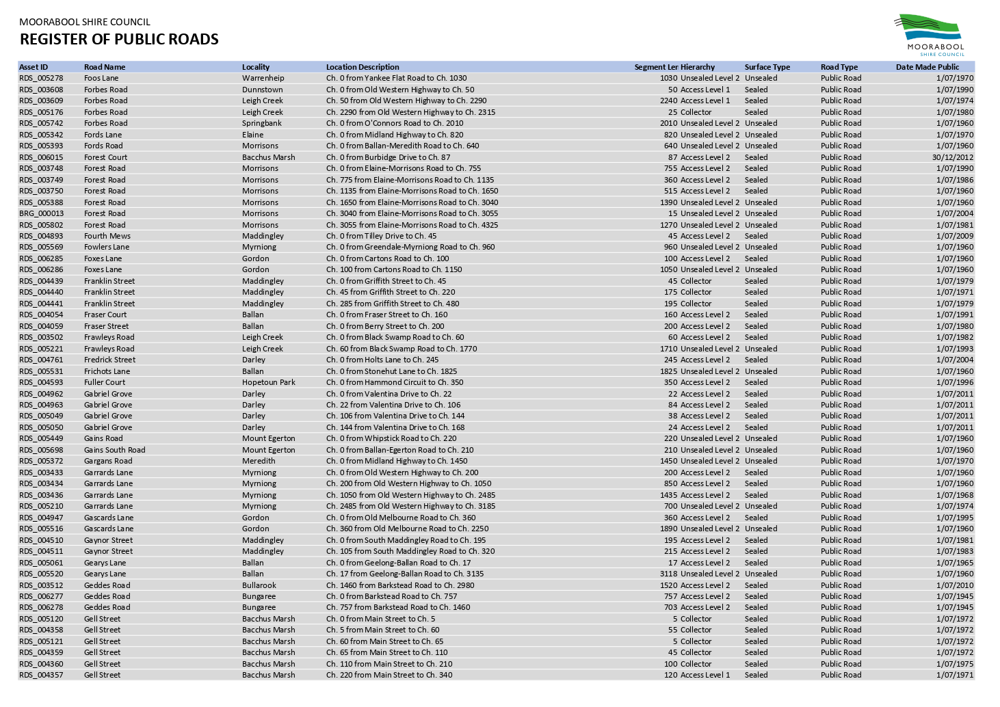 MOORABOOL SHIRE COUNCIL
REGISTER OF PUBLIC ROADS
MOORABOOL
SHIRE COUNCIL
Asset ID Road Name Locality Location Description Segment Len Hierarchy Surface Type Road Type Date Made Public
RDS_005278 Foos Lane Warrenheip Ch. 0 from Yankee Flat Road to Ch. 1030 1030 Unsealed Level 2 Unsealed Public Road 1/07/1970
RDS_003608 Forbes Road Dunnstown Ch. 0 from Old Western Highway to Ch. 50 50 Access Level 1 Sealed Public Road 1/07/1990
RDS_003609 Forbes Road Leigh Creek Ch. 50 from Old Western Highway to Ch. 2290 2240 Access Level 1 Sealed Public Road 1/07/1974
RDS_005176 Forbes Road Leigh Creek Ch. 2290 from Old Western Highway to Ch. 2315 25 Collector Sealed Public Road 1/07/1980
RDS_005742 Forbes Road Springbank Ch. 0 from O'Connors Road to Ch. 2010 2010 Unsealed Level 2 Unsealed Public Road 1/07/1960
RDS_005342 Fords Lane Elaine Ch. 0 from Midland Highway to Ch. 820 820 Unsealed Level 2 Unsealed Public Road 1/07/1970
RDS_005393 Fords Road Morrisons Ch. 0 from Ballan-Meredith Road to Ch. 640 640 Unsealed Level 2 Unsealed Public Road 1/07/1960
RDS_006015 Forest Court Bacchus Marsh Ch. 0 from Burbidge Drive to Ch. 87 87 Access Level 2 Sealed Public Road 30/12/2012
RDS_003748 Forest Road Morrisons Ch. 0 from Elaine-Morrisons Road to Ch. 755 755 Access Level 2 Sealed Public Road 1/07/1990
RDS_003749 Forest Road Morrisons Ch. 775 from Elaine-Morrisons Road to Ch. 1135 360 Access Level 2 Sealed Public Road 1/07/1986
RDS_003750 Forest Road Morrisons Ch. 1135 from Elaine-Morrisons Road to Ch. 1650 515 Access Level 2 Sealed Public Road 1/07/1960
RDS_005388 Forest Road Morrisons Ch. 1650 from Elaine-Morrisons Road to Ch. 3040 1390 Unsealed Level 2 Unsealed Public Road 1/07/1960
BRG_000013 Forest Road Morrisons Ch. 3040 from Elaine-Morrisons Road to Ch. 3055 15 Unsealed Level 2 Unsealed Public Road 1/07/2004
RDS_005802 Forest Road Morrisons Ch. 3055 from Elaine-Morrisons Road to Ch. 4325 1270 Unsealed Level 2 Unsealed Public Road 1/07/1981
RDS_004893 Fourth Mews Maddingley Ch. 0 from Tilley Drive to Ch. 45 45 Access Level 2 Sealed Public Road 1/07/2009
RDS_005569 Fowlers Lane Myrniong Ch. 0 from Greendale-Myrniong Road to Ch. 960 960 Unsealed Level 2 Unsealed Public Road 1/07/1960
RDS_006285 Foxes Lane Gordon Ch. 0 from Cartons Road to Ch. 100 100 Access Level 2 Sealed Public Road 1/07/1960
RDS_006286 Foxes Lane Gordon Ch. 100 from Cartons Road to Ch. 1150 1050 Unsealed Level 2 Unsealed Public Road 1/07/1960
RDS_004439 Franklin Street Maddingley Ch. 0 from Griffith Street to Ch. 45 45 Collector Sealed Public Road 1/07/1979
RDS_004440 Franklin Street Maddingley Ch. 45 from Griffith Street to Ch. 220 175 Collector Sealed Public Road 1/07/1971
RDS_004441 Franklin Street Maddingley Ch. 285 from Griffith Street to Ch. 480 195 Collector Sealed Public Road 1/07/1979
RDS_004054 Fraser Court Ballan Ch. 0 from Fraser Street to Ch. 160 160 Access Level 2 Sealed Public Road 1/07/1991
RDS_004059 Fraser Street Ballan Ch. 0 from Berry Street to Ch. 200 200 Access Level 2 Sealed Public Road 1/07/1980
RDS_003502 Frawleys Road Leigh Creek Ch. 0 from Black Swamp Road to Ch. 60 60 Access Level 2 Sealed Public Road 1/07/1982
RDS_005221 Frawleys Road Leigh Creek Ch. 60 from Black Swamp Road to Ch. 1770 1710 Unsealed Level 2 Unsealed Public Road 1/07/1993
RDS_004761 Fredrick Street Darley Ch. 0 from Holts Lane to Ch. 245 245 Access Level 2 Sealed Public Road 1/07/2004
RDS_005531 Frichots Lane Ballan Ch. 0 from Stonehut Lane to Ch. 1825 1825 Unsealed Level 2 Unsealed Public Road 1/07/1960
RDS_004593 Fuller Court Hopetoun Park Ch. 0 from Hammond Circuit to Ch. 350 350 Access Level 2 Sealed Public Road 1/07/1996
RDS_004962 Gabriel Grove Darley Ch. 0 from Valentina Drive to Ch. 22 22 Access Level 2 Sealed Public Road 1/07/2011
RDS_004963 Gabriel Grove Darley Ch. 22 from Valentina Drive to Ch. 106 84 Access Level 2 Sealed Public Road 1/07/2011
RDS_005049 Gabriel Grove Darley Ch. 106 from Valentina Drive to Ch. 144 38 Access Level 2 Sealed Public Road 1/07/2011
RDS_005050 Gabriel Grove Darley Ch. 144 from Valentina Drive to Ch. 168 24 Access Level 2 Sealed Public Road 1/07/2011
RDS_005449 Gains Road Mount Egerton Ch. 0 from Whipstick Road to Ch. 220 220 Unsealed Level 2 Unsealed Public Road 1/07/1960
RDS_005698 Gains South Road Mount Egerton Ch. 0 from Ballan-Egerton Road to Ch. 210 210 Unsealed Level 2 Unsealed Public Road 1/07/1960
RDS_005372 Gargans Road Meredith Ch. 0 from Midland Highway to Ch. 1450 1450 Unsealed Level 2 Unsealed Public Road 1/07/1970
RDS_003433 Garrards Lane Myrniong Ch. 0 from Old Western Highway to Ch. 200 200 Access Level 2 Sealed Public Road 1/07/1960
RDS_003434 Garrards Lane Myrniong Ch. 200 from Old Western Highway to Ch. 1050 850 Access Level 2 Sealed Public Road 1/07/1960
RDS_003436 Garrards Lane Myrniong Ch. 1050 from Old Western Highway to Ch. 2485 1435 Access Level 2 Sealed Public Road 1/07/1968
RDS_005210 Garrards Lane Myrniong Ch. 2485 from Old Western Highway to Ch. 3185 700 Unsealed Level 2 Unsealed Public Road 1/07/1974
RDS_004947 Gascards Lane Gordon Ch. 0 from Old Melbourne Road to Ch. 360 360 Access Level 2 Sealed Public Road 1/07/1995
RDS_005516 Gascards Lane Gordon Ch. 360 from Old Melbourne Road to Ch. 2250 1890 Unsealed Level 2 Unsealed Public Road 1/07/1960
RDS_004510 Gaynor Street Maddingley Ch. 0 from South Maddingley Road to Ch. 195 195 Access Level 2 Sealed Public Road 1/07/1981
RDS_004511 Gaynor Street Maddingley Ch. 105 from South Maddingley Road to Ch. 320 215 Access Level 2 Sealed Public Road 1/07/1983
RDS_005061 Gearys Lane Ballan Ch. 0 from Geelong-Ballan Road to Ch. 17 17 Access Level 2 Sealed Public Road 1/07/1965
RDS_005520 Gearys Lane Ballan Ch. 17 from Geelong-Ballan Road to Ch. 3135 3118 Unsealed Level 2 Unsealed Public Road 1/07/1960
RDS_003512 Geddes Road Bullarook Ch. 1460 from Barkstead Road to Ch. 2980 1520 Access Level 2 Sealed Public Road 1/07/2010
RDS_006277 Geddes Road Bungaree Ch. 0 from Barkstead Road to Ch. 757 757 Access Level 2 Sealed Public Road 1/07/1945
RDS_006278 Geddes Road Bungaree Ch. 757 from Barkstead Road to Ch. 1460 703 Access Level 2 Sealed Public Road 1/07/1945
RDS_005120 Gell Street Bacchus Marsh Ch. 0 from Main Street to Ch. 5 5 Collector Sealed Public Road 1/07/1972
RDS_004358 Gell Street Bacchus Marsh Ch. 5 from Main Street to Ch. 60 55 Collector Sealed Public Road 1/07/1972
RDS_005121 Gell Street Bacchus Marsh Ch. 60 from Main Street to Ch. 65 5 Collector Sealed Public Road 1/07/1972
RDS_004359 Gell Street Bacchus Marsh Ch. 65 from Main Street to Ch. 110 45 Collector Sealed Public Road 1/07/1972
RDS_004360 Gell Street Bacchus Marsh Ch. 110 from Main Street to Ch. 210 100 Collector Sealed Public Road 1/07/1975
RDS_004357 Gell Street Bacchus Marsh Ch. 220 from Main Street to Ch. 340 120 Access Level 1 Sealed Public Road 1/07/1971